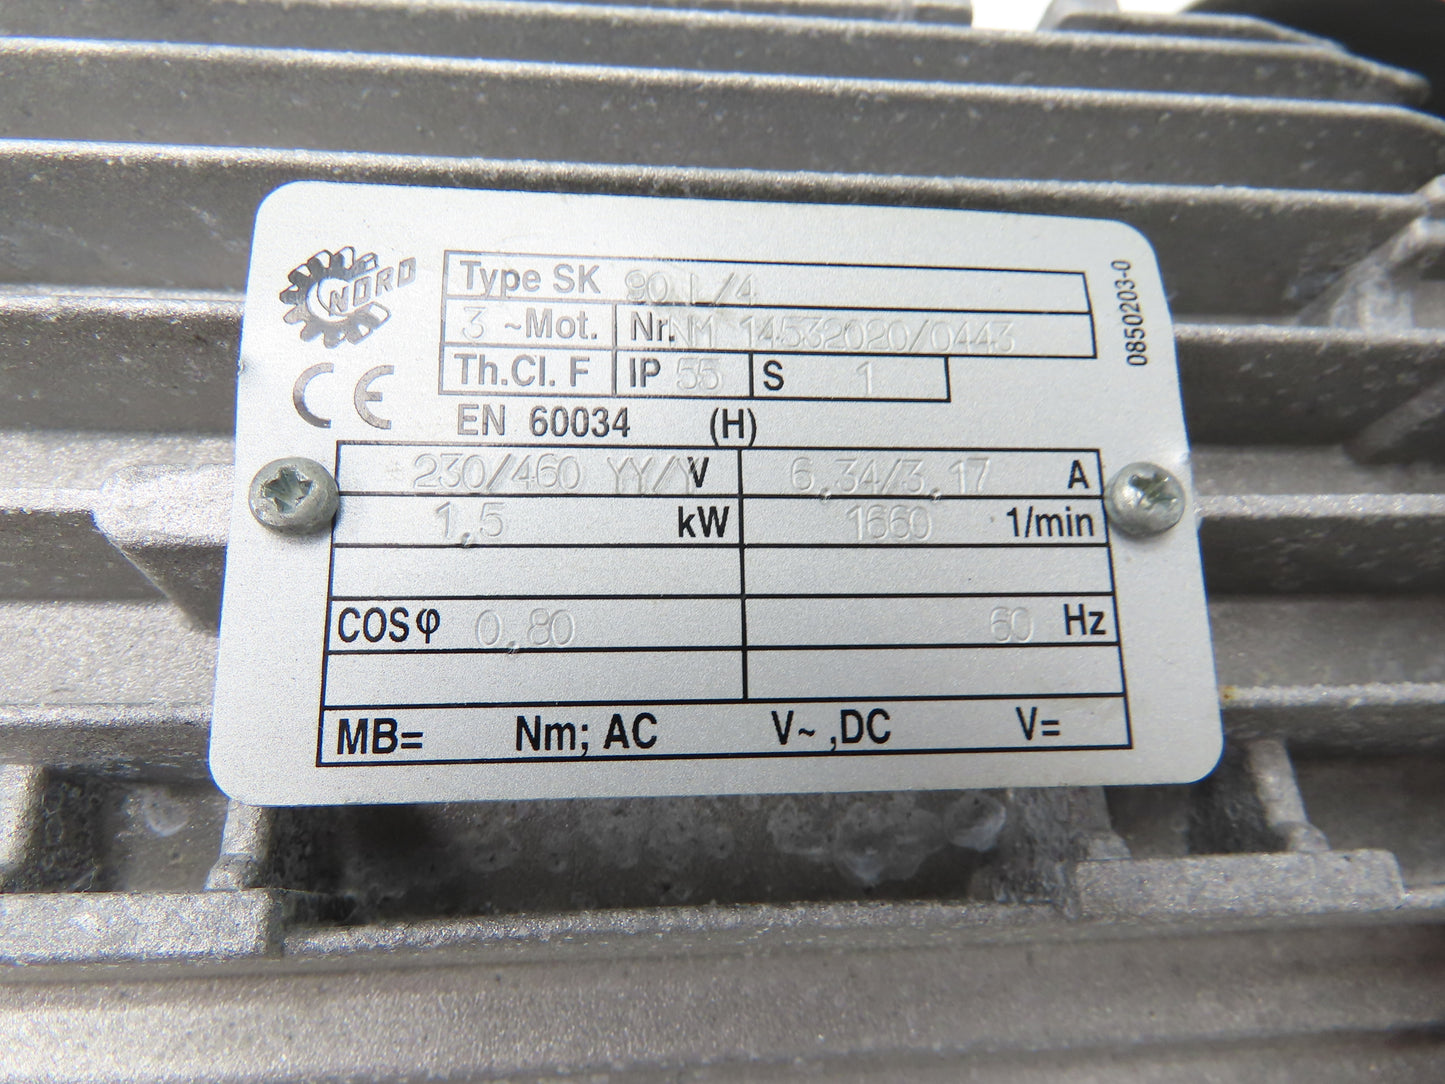 NORD
Type SK 90 L/4
3 ~Mot. Nr. NM 14532020/0443
Th.Cl. F IP 55 S 1
CE EN 60034 (H)
230/460 YY/Y V 6,34/3,17 A
1,5 kW 1660 1/min
COSφ 0,80 60 Hz
MB= Nm; AC V~ ,DC V=
0850203-0